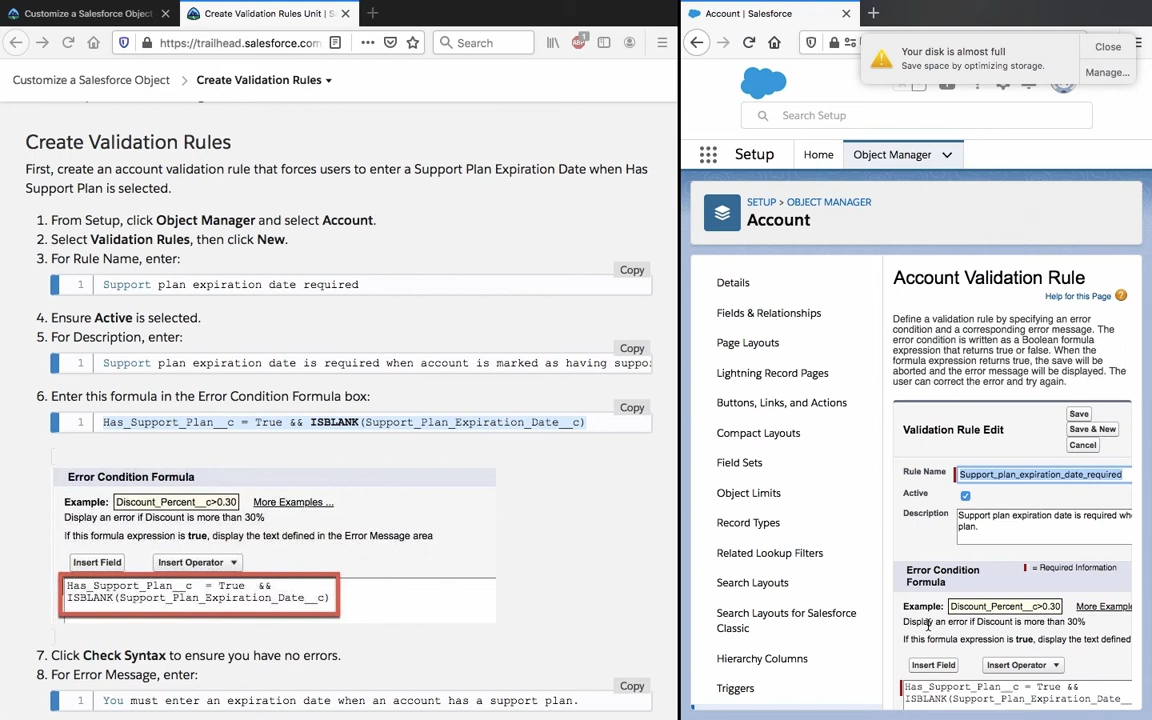 Customize a Salesforce Object
Create Validation Rules Unit | S
https://trailhead.salesforce.com
Search
1
Customize a Salesforce Object
Create Validation Rules
Create Validation Rules
First, create an account validation rule that forces users to enter a Support Plan Expiration Date when Has
Support Plan is selected.
1. From Setup, click Object Manager and select Account.
2. Select Validation Rules, then click New.
3. For Rule Name, enter:
Copy
1 Support plan expiration date required
4. Ensure Active is selected.
5. For Description, enter:
Copy
1 Support plan expiration date is required when account is marked as having suppo
6. Enter this formula in the Error Condition Formula box:
Copy
1 Has_Support_Plan__c = True && ISBLANK(Support_Plan_Expiration_Date__c)
Error Condition Formula
Example: Discount_Percent__c>0.30 More Examples ...
Display an error if Discount is more than 30%
If this formula expression is true, display the text defined in the Error Message area
Insert Field Insert Operator
Has_Support_Plan__c = True &&
ISBLANK(Support_Plan_Expiration_Date__c)
7. Click Check Syntax to ensure you have no errors.
8. For Error Message, enter:
Copy
1 You must enter an expiration date when an account has a support plan.
Account | Salesforce
Your disk is almost full
Save space by optimizing storage.
Close
Manage...
Search Setup
Setup
Home
Object Manager
SETUP > OBJECT MANAGER
Account
Details
Fields & Relationships
Page Layouts
Lightning Record Pages
Buttons, Links, and Actions
Compact Layouts
Field Sets
Object Limits
Record Types
Related Lookup Filters
Search Layouts
Search Layouts for Salesforce
Classic
Hierarchy Columns
Triggers
Account Validation Rule
Help for this Page
Define a validation rule by specifying an error
condition and a corresponding error message. The
error condition is written as a Boolean formula
expression that returns true or false. When the
formula expression returns true, the save will be
aborted and the error message will be displayed. The
user can correct the error and try again.
Validation Rule Edit
Save
Save & New
Cancel
Rule Name Support_plan_expiration_date_required
Active
Description Support plan expiration date is required wh
plan.
Error Condition
Formula
= Required Information
Example: Discount_Percent__c>0.30 More Example
Display an error if Discount is more than 30%
If this formula expression is true, display the text defined
Insert Field Insert Operator
Has_Support_Plan__c = True &&
ISBLANK(Support_Plan_Expiration_Date__